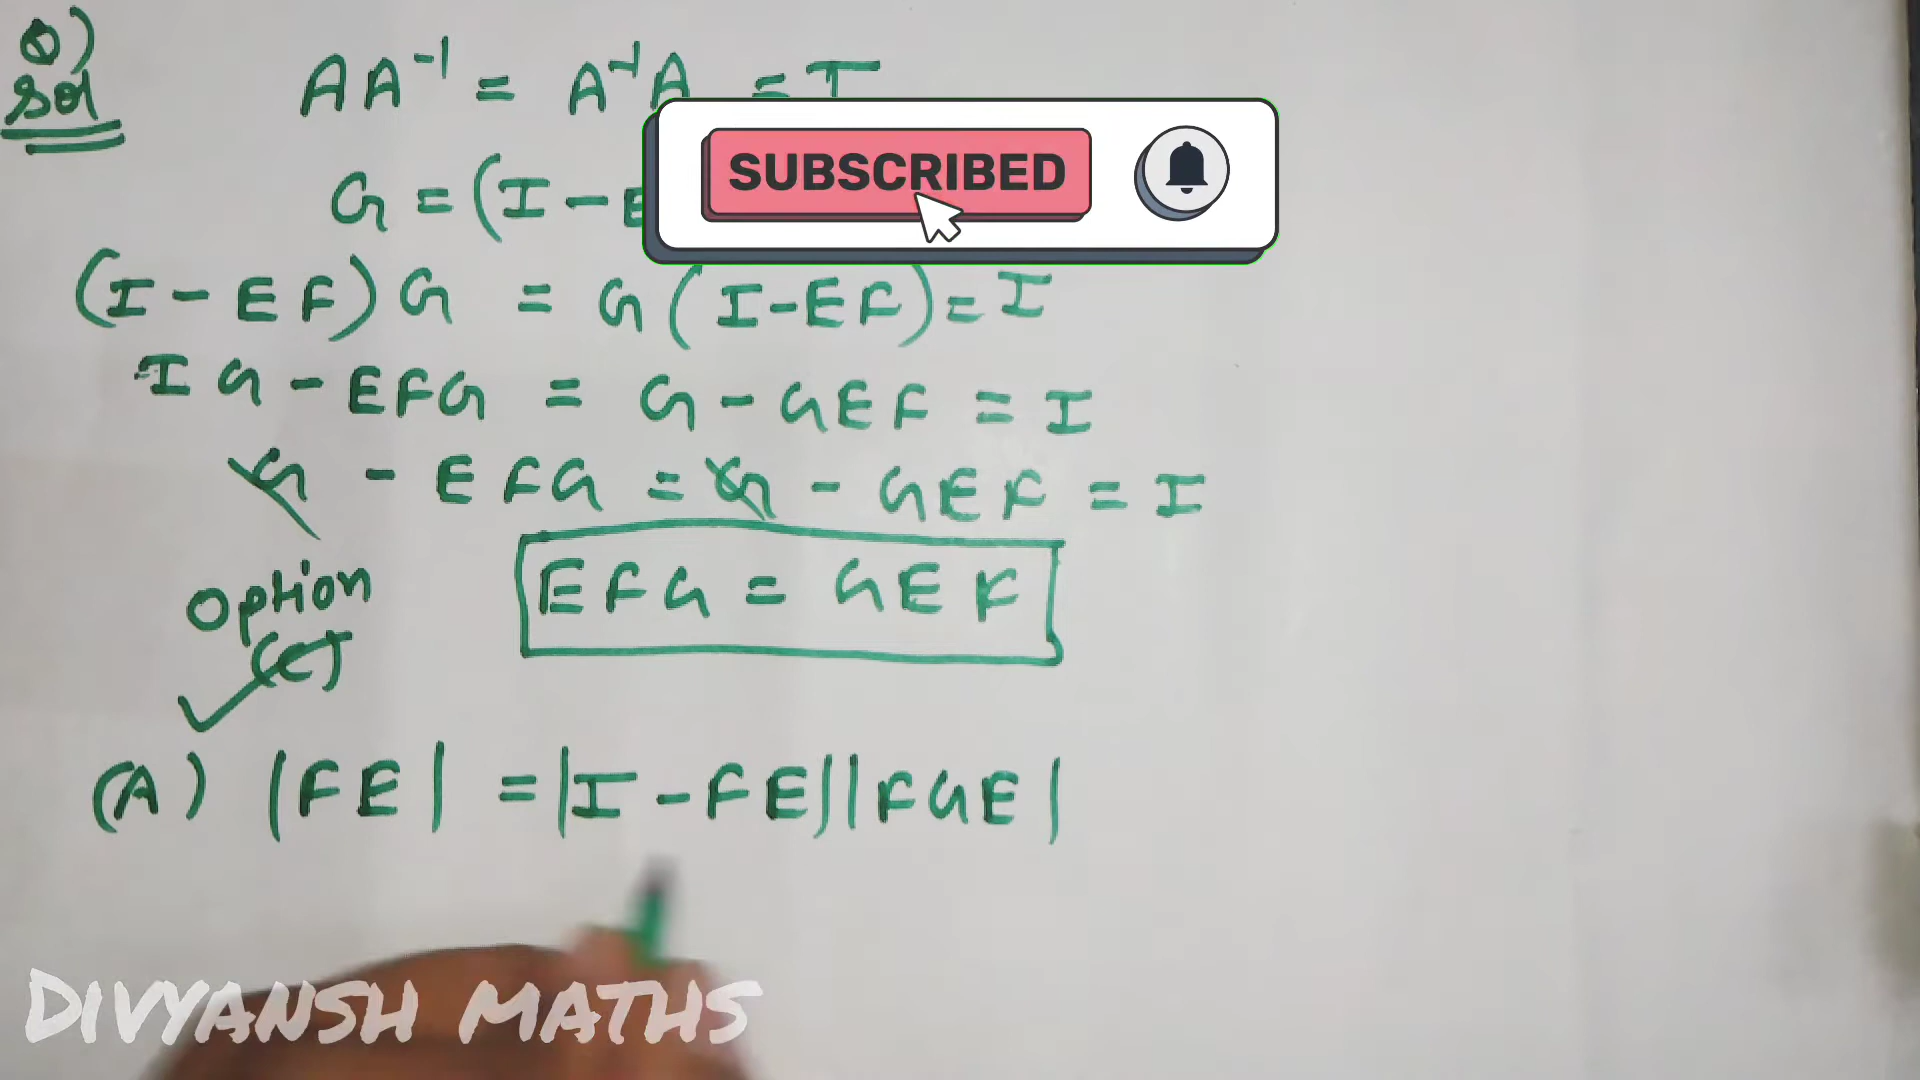 Sol
AA⁻¹ = A⁻¹A = I
G = (I - E
SUBSCRIBED
(I - EF) G = G (I - EF) = I
IG - EFG = G - GEF = I
G - EFG = G - GEF = I
EFG = GEF
Option
(C)
(A) |FE| = |I - FE| |FGE|
DIVYANSH MATHS